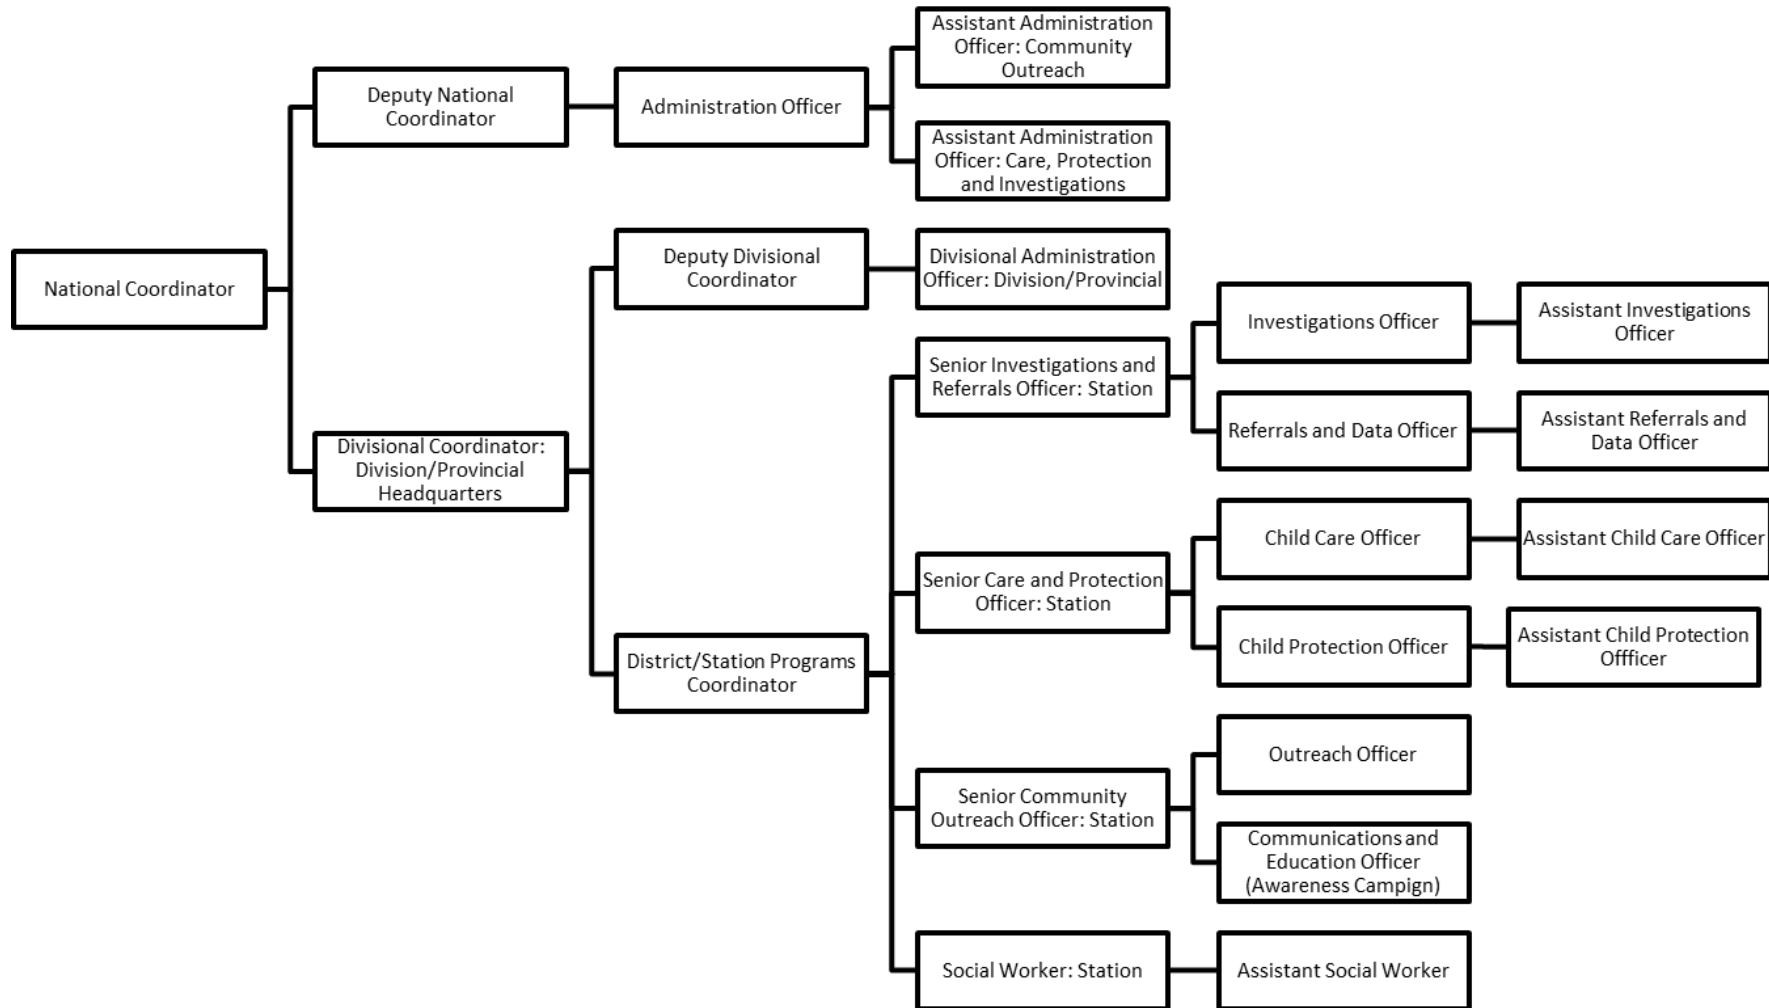 National Coordinator
Deputy National
Coordinator
Administration Officer
Assistant Administration
Officer: Community
Outreach
Assistant Administration
Officer: Care, Protection
and Investigations
Divisional Coordinator:
Division/Provincial
Headquarters
Deputy Divisional
Coordinator
Divisional Administration
Officer: Division/Provincial
District/Station Programs
Coordinator
Senior Investigations and
Referrals Officer: Station
Investigations Officer
Assistant Investigations
Officer
Referrals and Data Officer
Assistant Referrals and
Data Officer
Senior Care and Protection
Officer: Station
Child Care Officer
Assistant Child Care Officer
Child Protection Officer
Assistant Child Protection
Offficer
Senior Community
Outreach Officer: Station
Outreach Officer
Communications and
Education Officer
(Awareness Campign)
Social Worker: Station
Assistant Social Worker